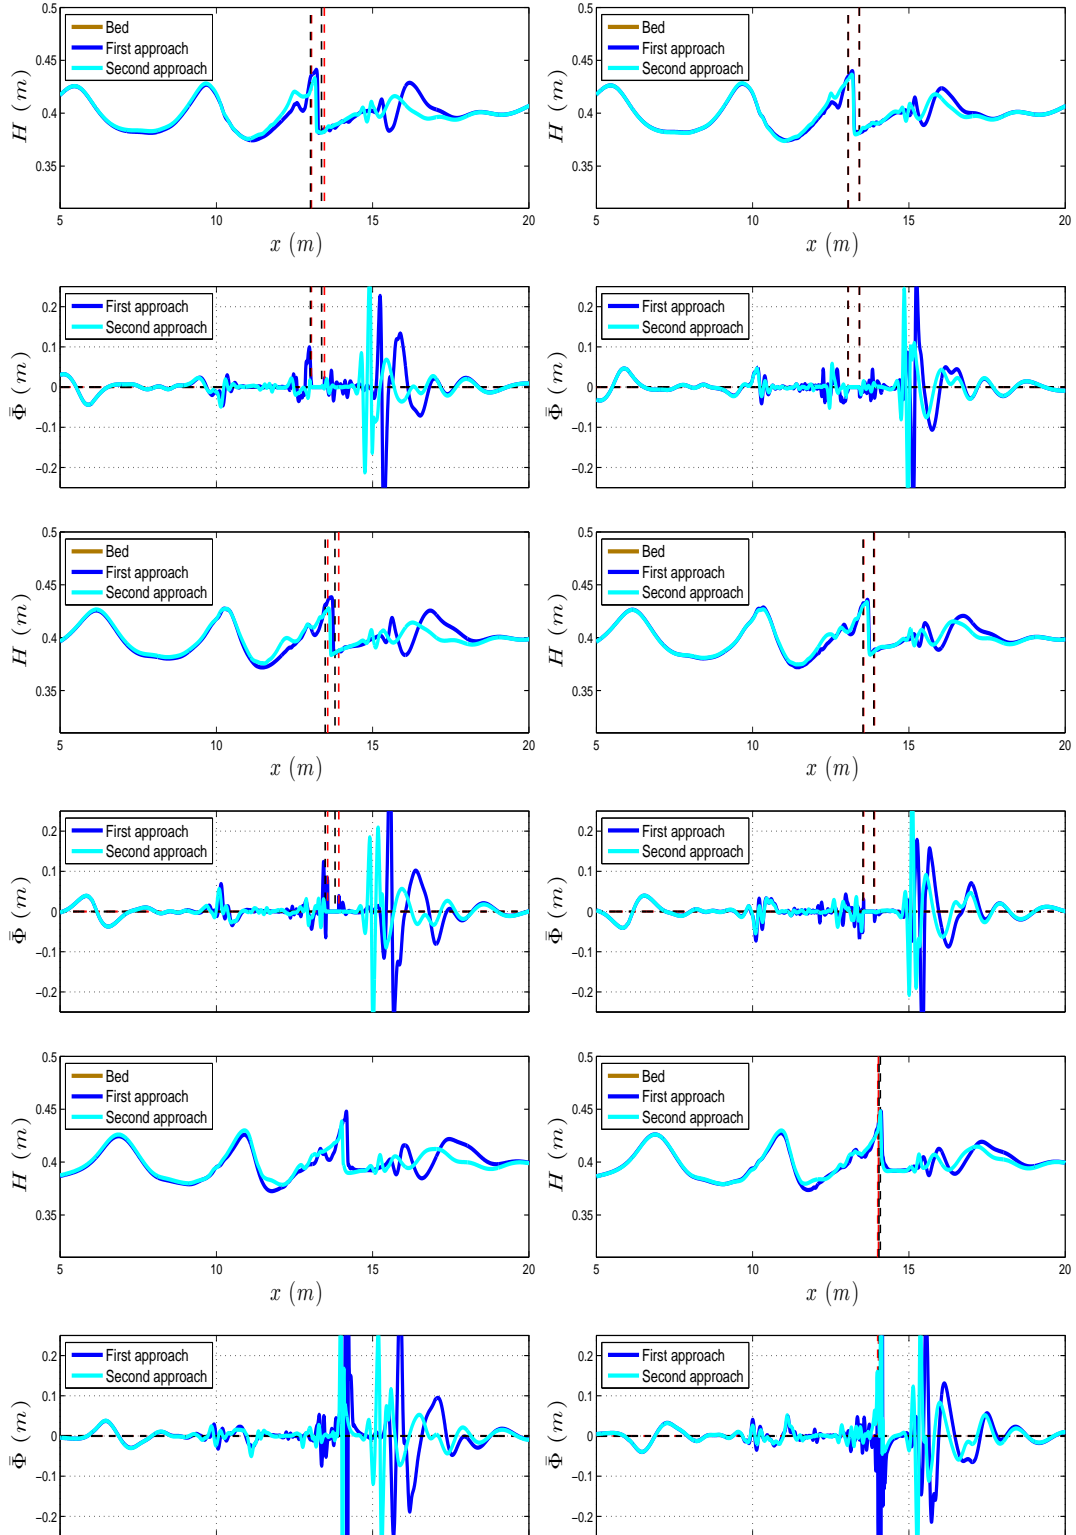 0.5
0.45
0.4
0.35
H (m)
Bed
First approach
Second approach
5
10
15
20
x (m)
0.5
0.45
0.4
0.35
H (m)
Bed
First approach
Second approach
5
10
15
20
x (m)
0.2
0.1
0
−0.1
−0.2
Φ̄ (m)
First approach
Second approach
0.2
0.1
0
−0.1
−0.2
Φ̄ (m)
First approach
Second approach
0.5
0.45
0.4
0.35
H (m)
Bed
First approach
Second approach
5
10
15
20
x (m)
0.5
0.45
0.4
0.35
H (m)
Bed
First approach
Second approach
5
10
15
20
x (m)
0.2
0.1
0
−0.1
−0.2
Φ̄ (m)
First approach
Second approach
0.2
0.1
0
−0.1
−0.2
Φ̄ (m)
First approach
Second approach
0.5
0.45
0.4
0.35
H (m)
Bed
First approach
Second approach
5
10
15
20
x (m)
0.5
0.45
0.4
0.35
H (m)
Bed
First approach
Second approach
5
10
15
20
x (m)
0.2
0.1
0
−0.1
−0.2
Φ̄ (m)
First approach
Second approach
0.2
0.1
0
−0.1
−0.2
Φ̄ (m)
First approach
Second approach